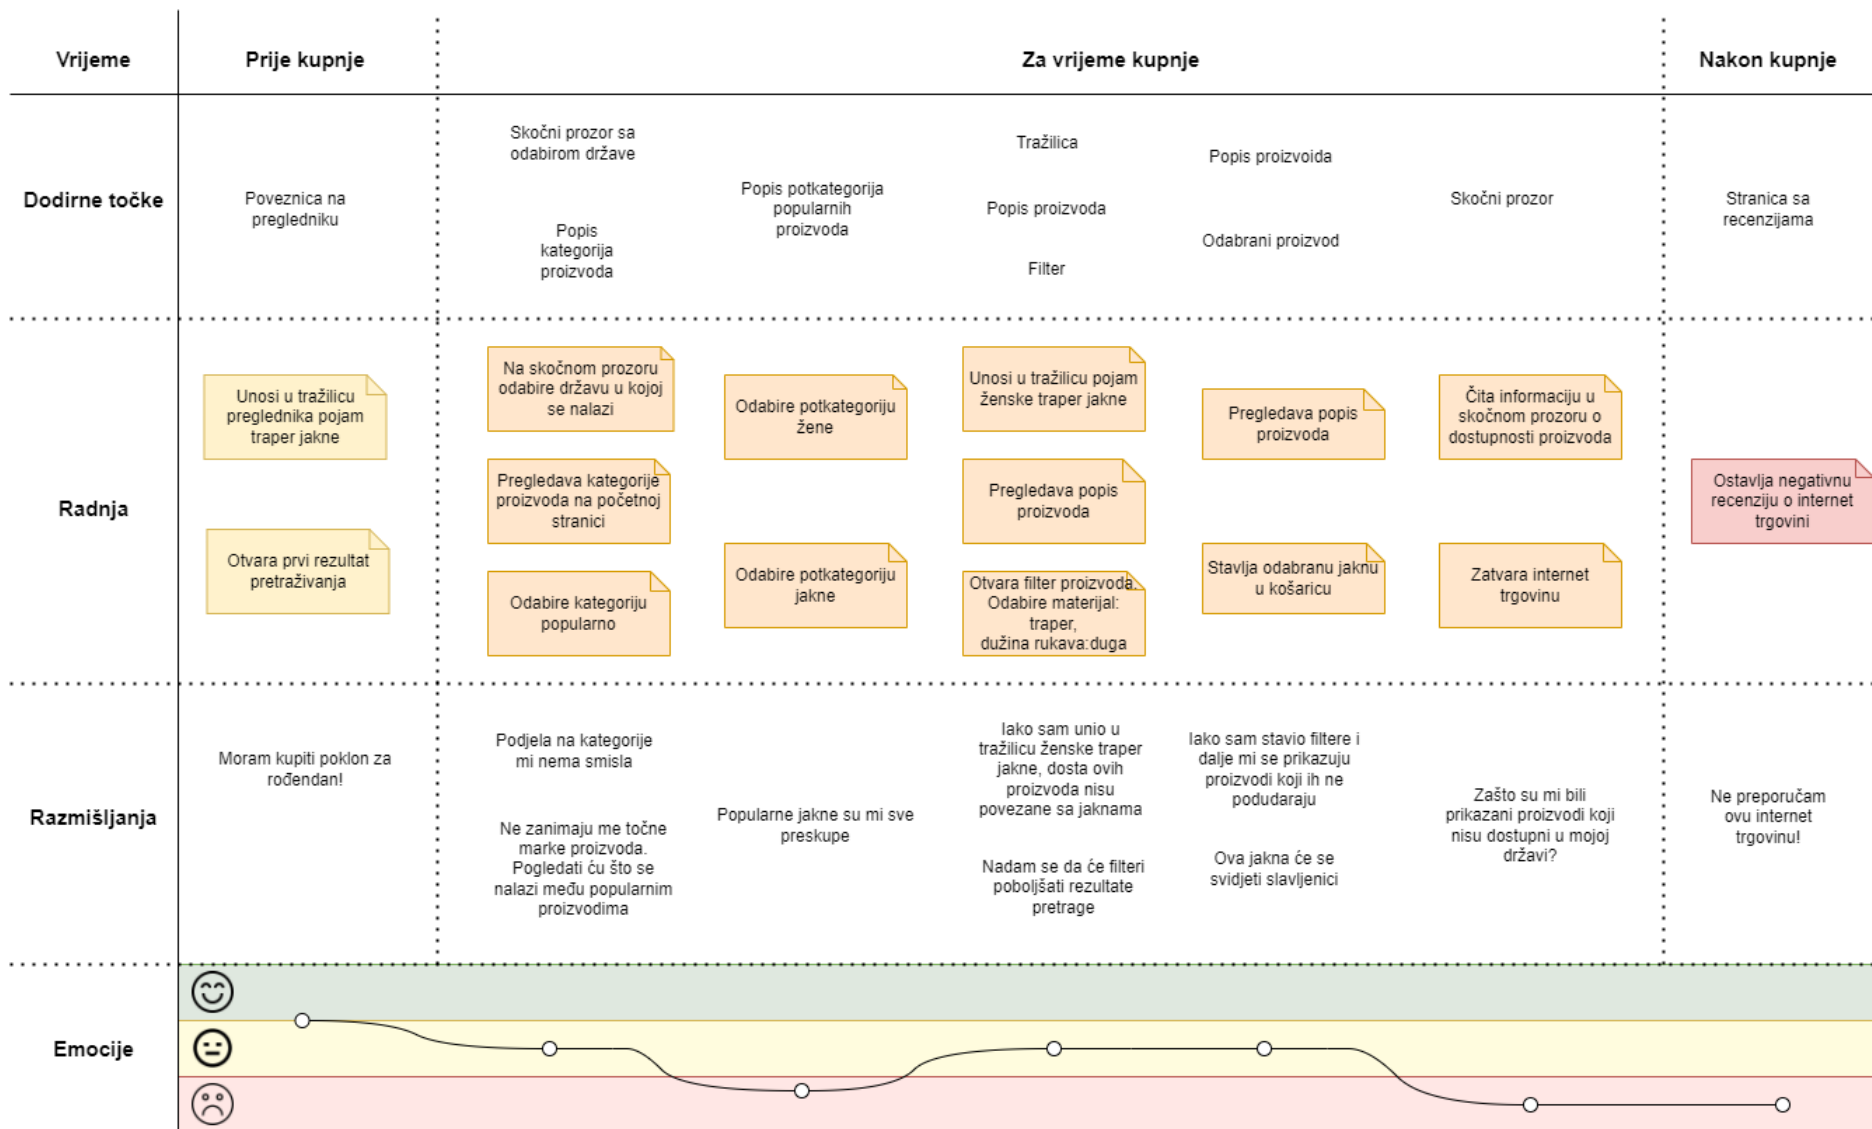 Vrijeme
Prije kupnje
Za vrijeme kupnje
Nakon kupnje
Dodirne točke
Poveznica na
pregledniku
Skočni prozor sa
odabirom države
Popis
kategorija
proizvoda
Popis potkategorija
popularnih
proizvoda
Tražilica
Popis proizvoda
Filter
Popis proizvoida
Odabrani proizvod
Skočni prozor
Stranica sa
recenzijama
Radnja
Unosi u tražilicu
preglednika pojam
traper jakne
Otvara prvi rezultat
pretraživanja
Na skočnom prozoru
odabire državu u kojoj
se nalazi
Pregledava kategorije
proizvoda na početnoj
stranici
Odabire kategoriju
popularno
Odabire potkategoriju
žene
Odabire potkategoriju
jakne
Unosi u tražilicu pojam
ženske traper jakne
Pregledava popis
proizvoda
Otvara filter proizvoda.
Odabire materijal:
traper,
dužina rukava:duga
Pregledava popis
proizvoda
Stavlja odabranu jaknu
u košaricu
Čita informaciju u
skočnom prozoru o
dostupnosti proizvoda
Zatvara internet
trgovinu
Ostavlja negativnu
recenziju o internet
trgovini
Razmišljanja
Moram kupiti poklon za
rođendan!
Podjela na kategorije
mi nema smisla
Ne zanimaju me točne
marke proizvoda.
Pogledati ću što se
nalazi među popularnim
proizvodima
Popularne jakne su mi sve
preskupe
Iako sam unio u
tražilicu ženske traper
jakne, dosta ovih
proizvoda nisu
povezane sa jaknama
Nadam se da će filteri
poboljšati rezultate
pretrage
Iako sam stavio filtere i
dalje mi se prikazuju
proizvodi koji ih ne
podudaraju
Ova jakna će se
svidjeti slavljenici
Zašto su mi bili
prikazani proizvodi koji
nisu dostupni u mojoj
državi?
Ne preporučam
ovu internet
trgovinu!
Emocije